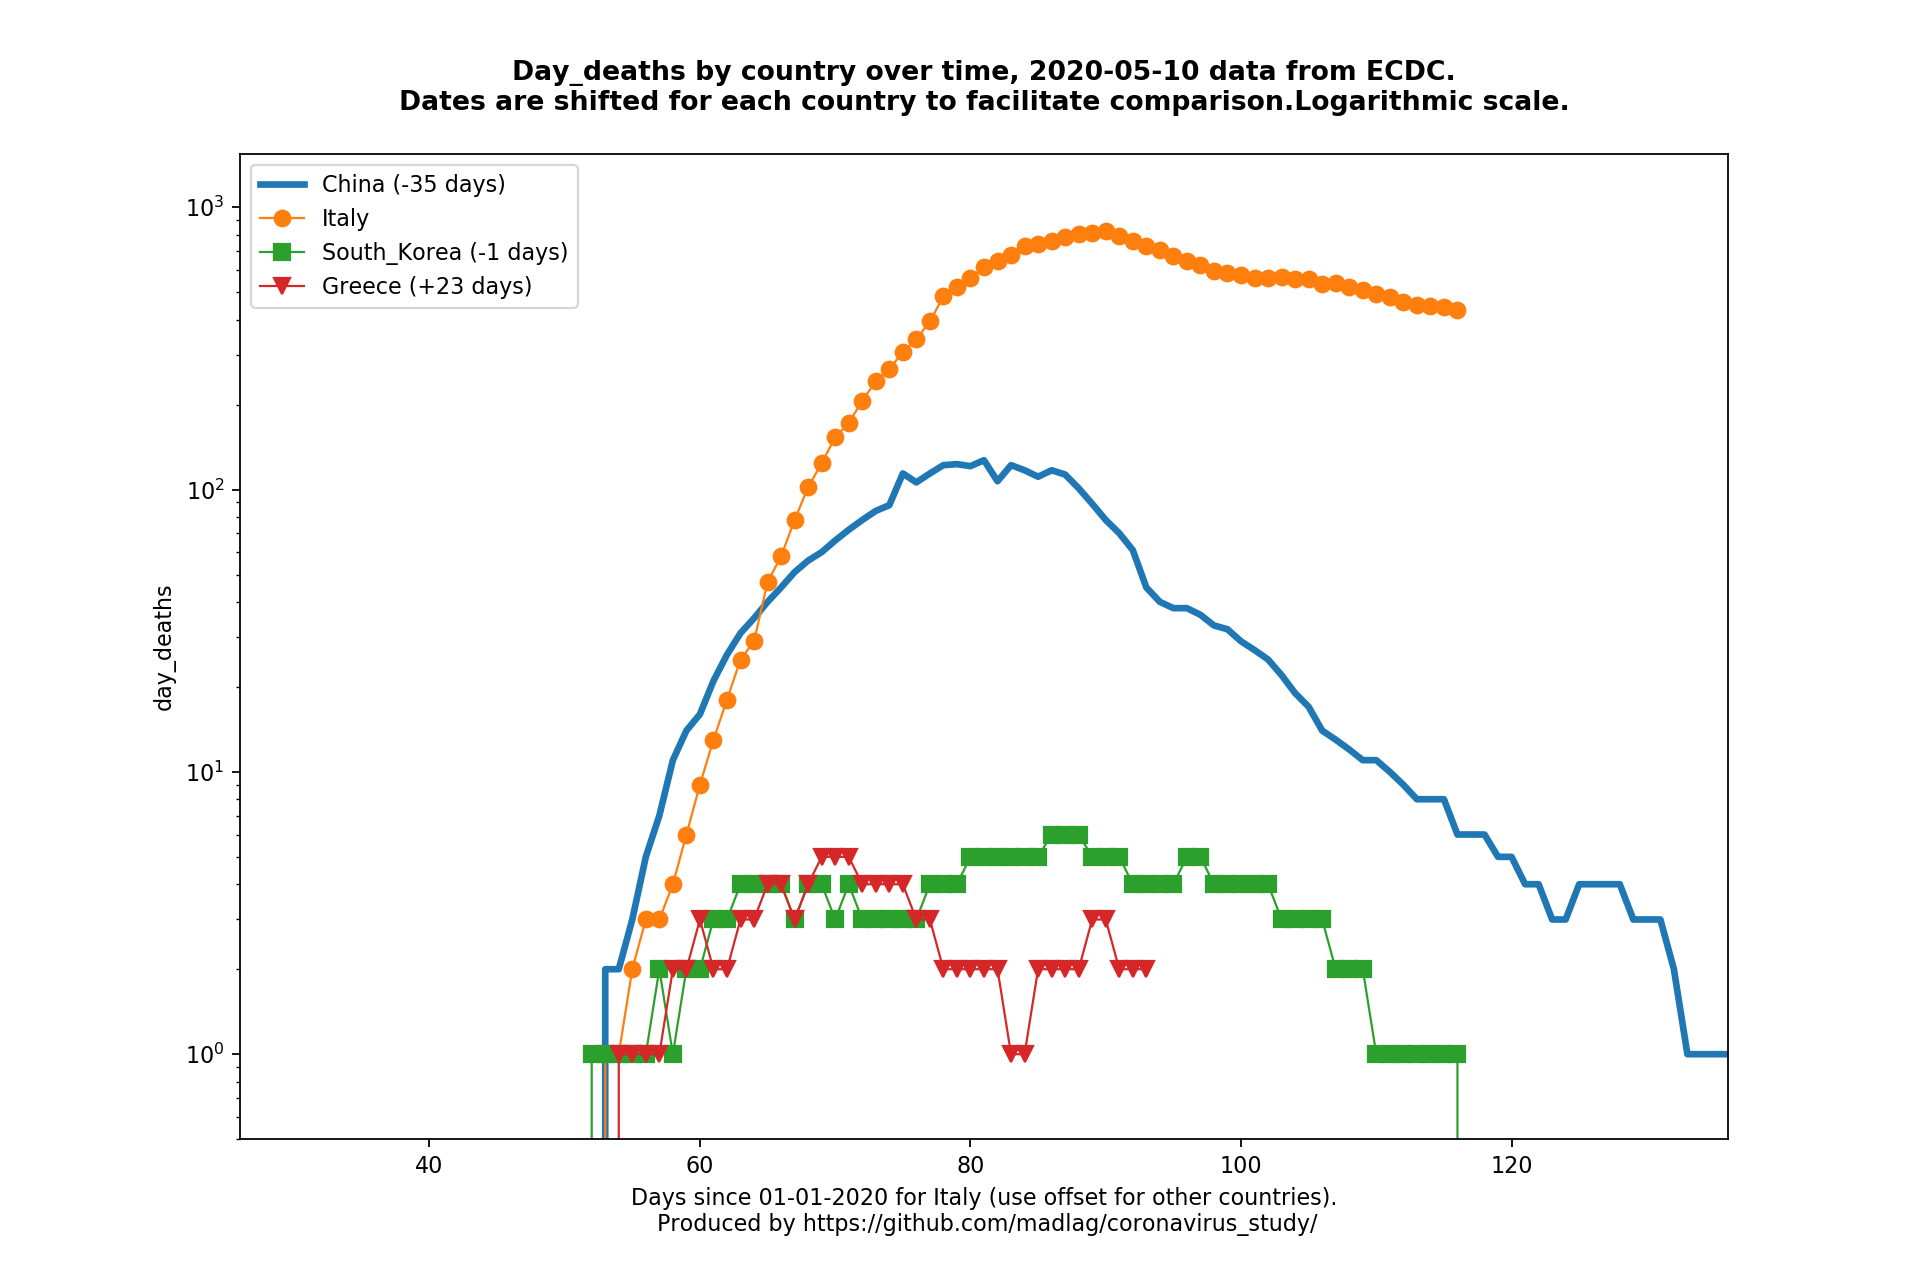 Day_deaths by country over time, 2020-05-10 data from ECDC.
Dates are shifted for each country to facilitate comparison.Logarithmic scale.
China (-35 days)
Italy
South_Korea (-1 days)
Greece (+23 days)
10³
10²
10¹
10⁰
day_deaths
40 60 80 100 120
Days since 01-01-2020 for Italy (use offset for other countries).
Produced by https://github.com/madlag/coronavirus_study/